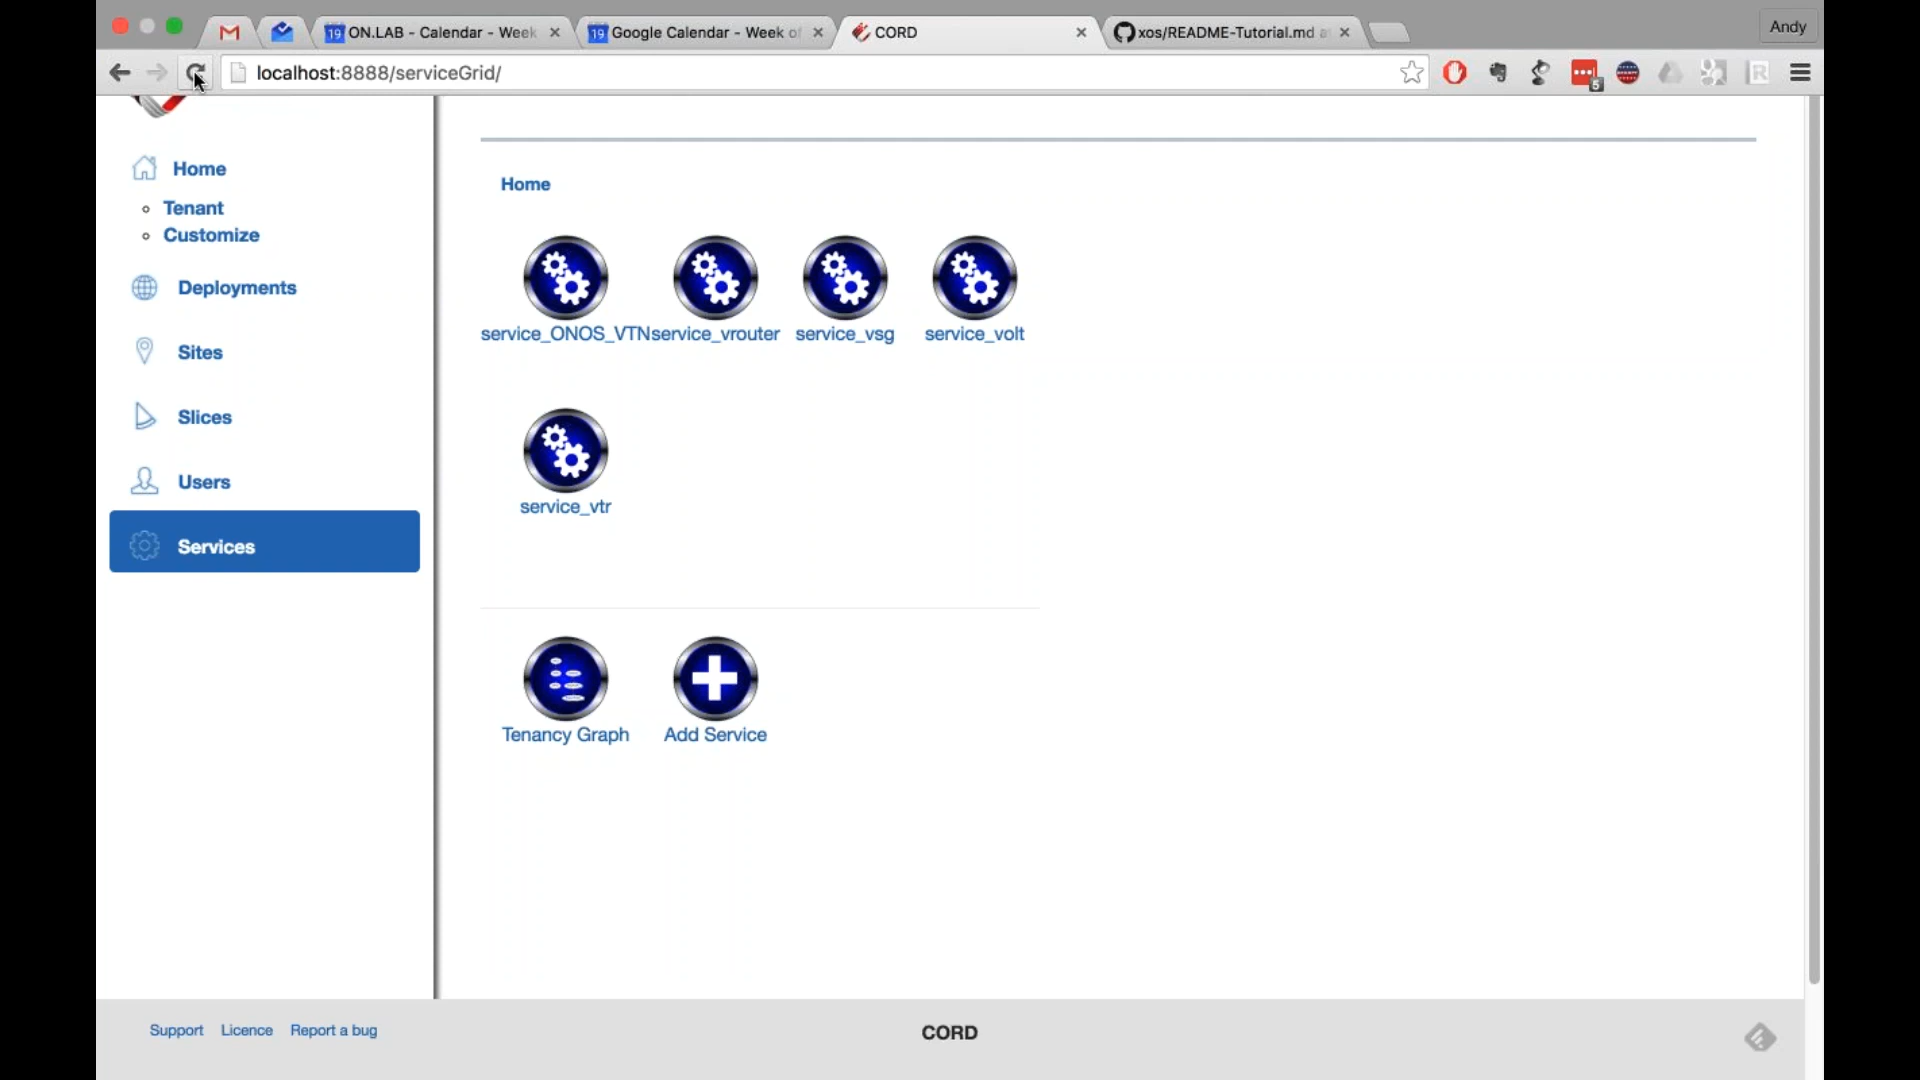 ON.LAB - Calendar - Week
Google Calendar - Week of
CORD
xos/README-Tutorial.md a
Andy
localhost:8888/serviceGrid/
5
R
Home
Tenant
Customize
Deployments
Sites
Slices
Users
Services
Home
service_ONOS_VTN
service_vrouter
service_vsg
service_volt
service_vtr
Tenancy Graph
Add Service
Support
Licence
Report a bug
CORD